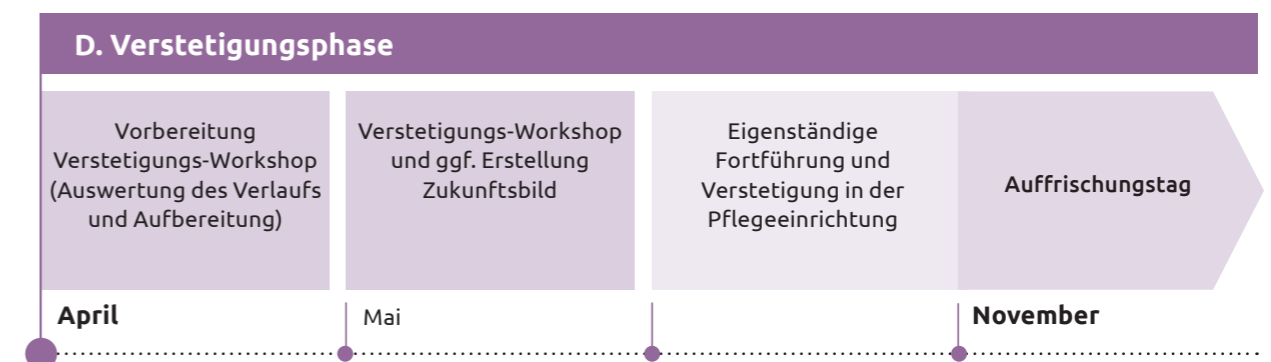 D. Verstetigungsphase
Vorbereitung
Verstetigungs-Workshop
(Auswertung des Verlaufs
und Aufbereitung)
Verstetigungs-Workshop
und ggf. Erstellung
Zukunftsbild
Eigenständige
Fortführung und
Verstetigung in der
Pflegeeinrichtung
Auffrischungstag
April
Mai
November